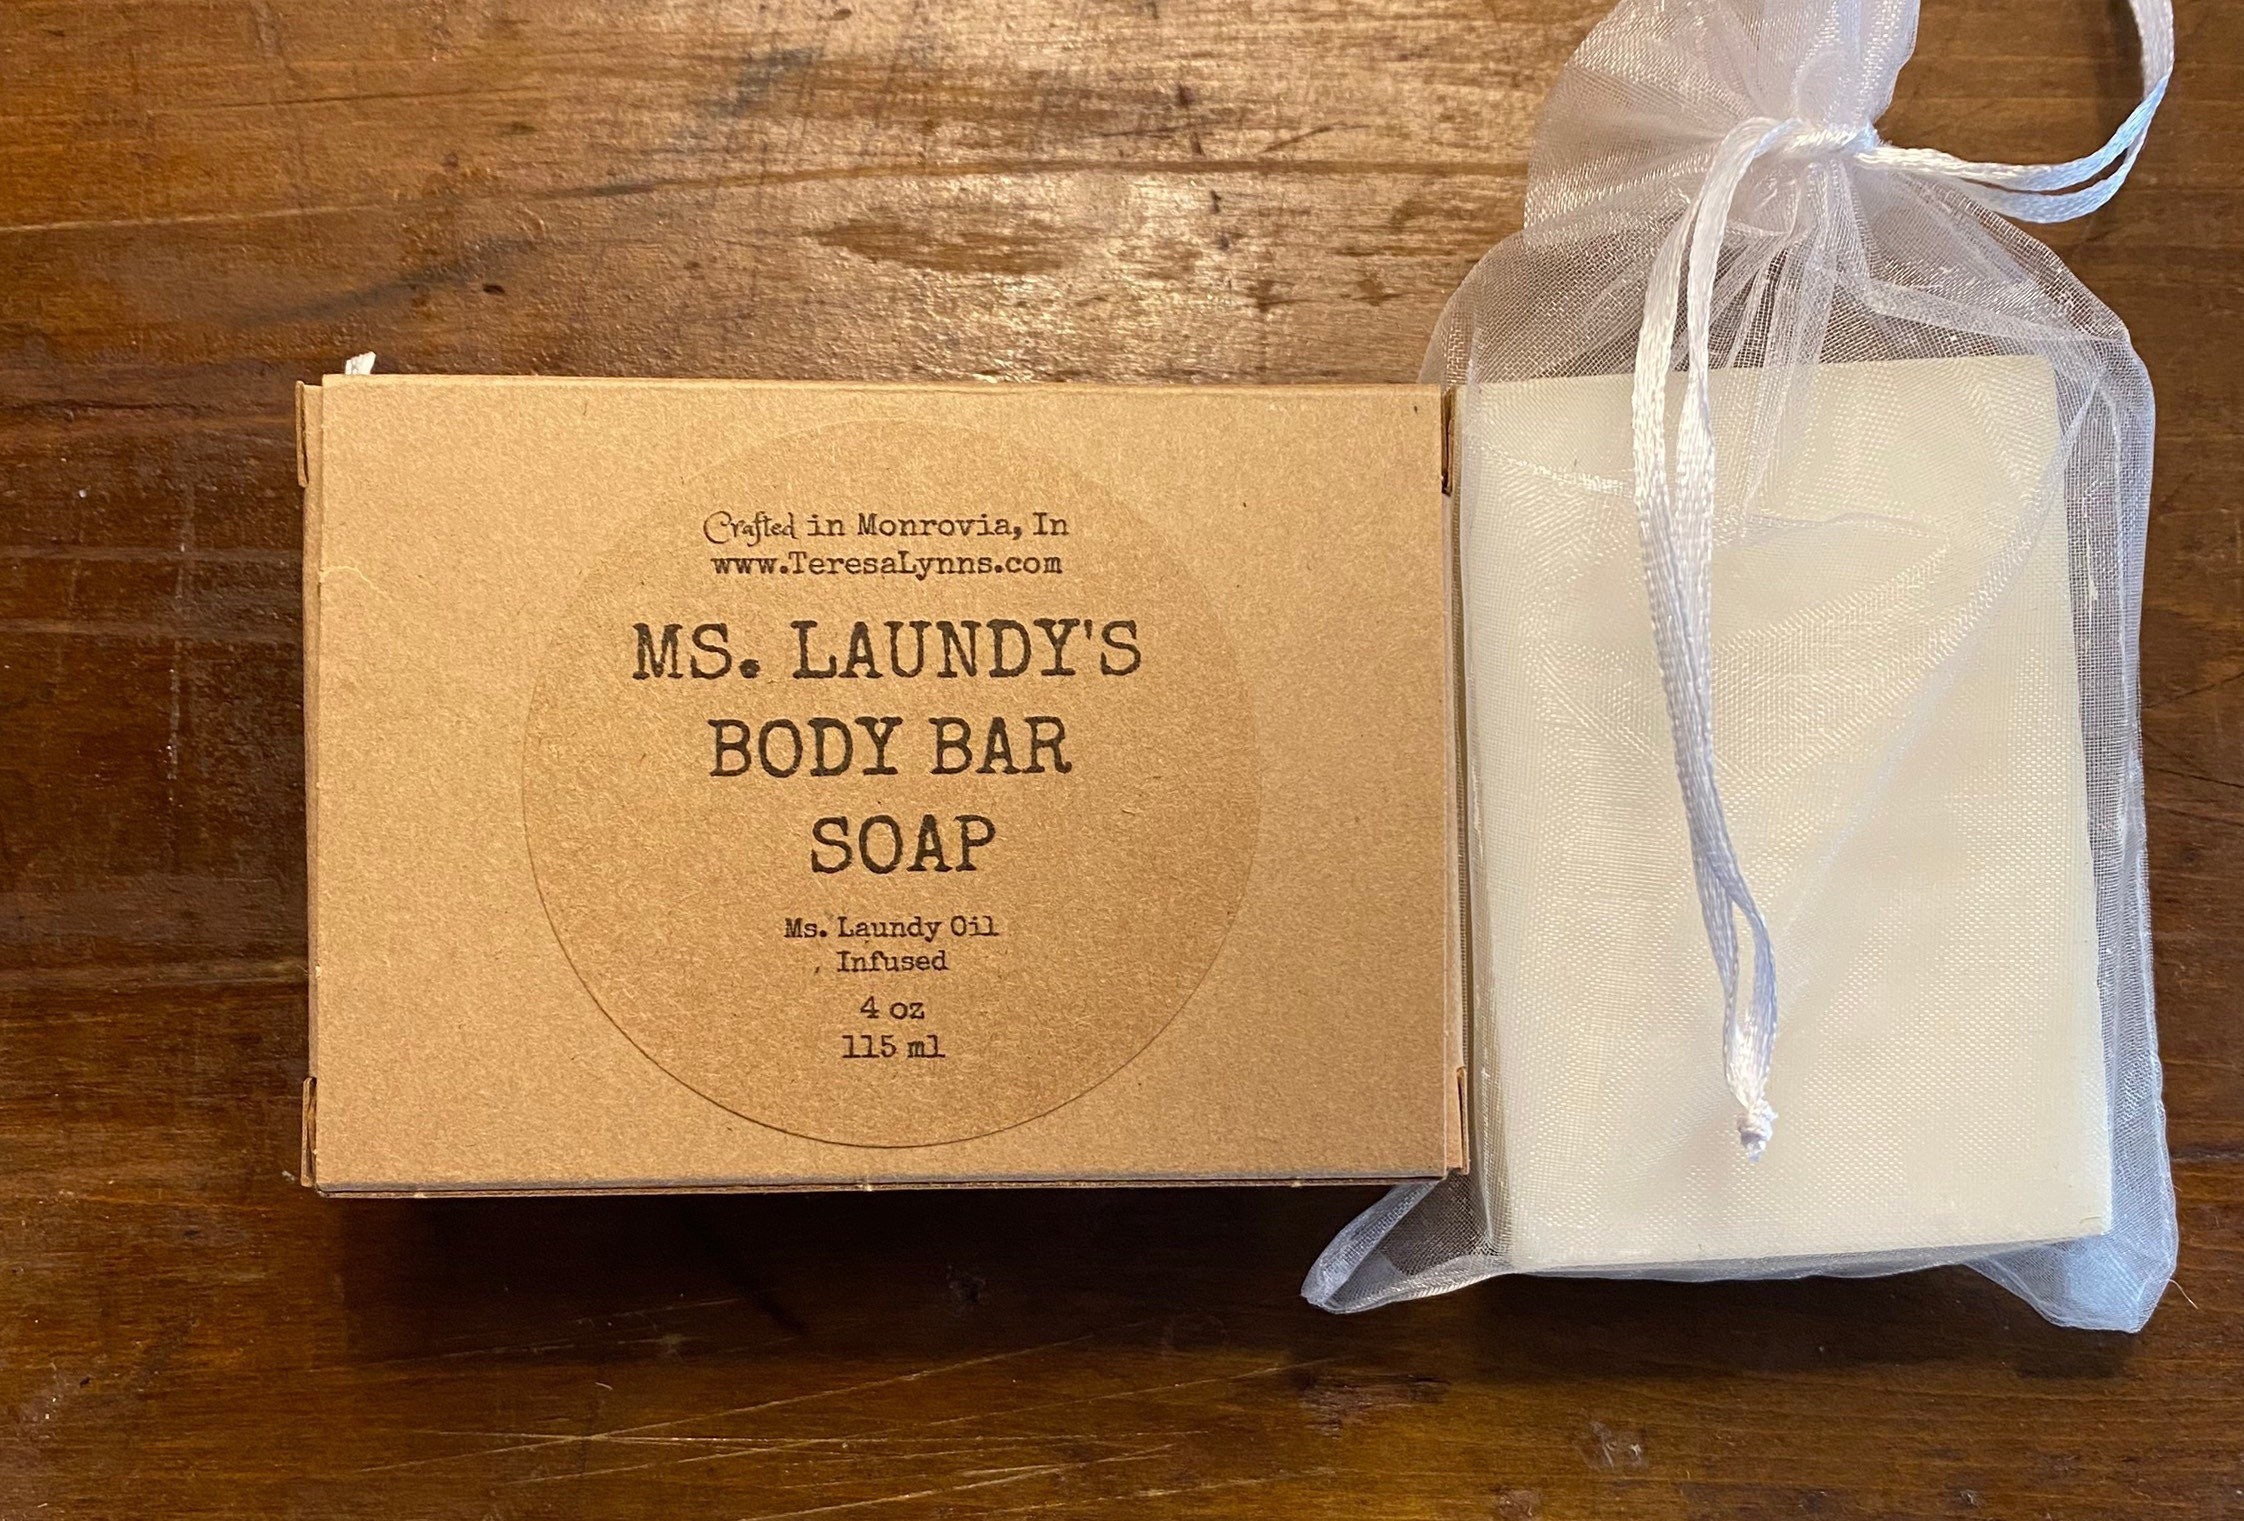 Crafted in Monrovia, In
www.TeresaLynns.com
MS. LAUNDY'S
BODY BAR
SOAP
Ms. Laundy Oil
Infused
4 oz
115 ml